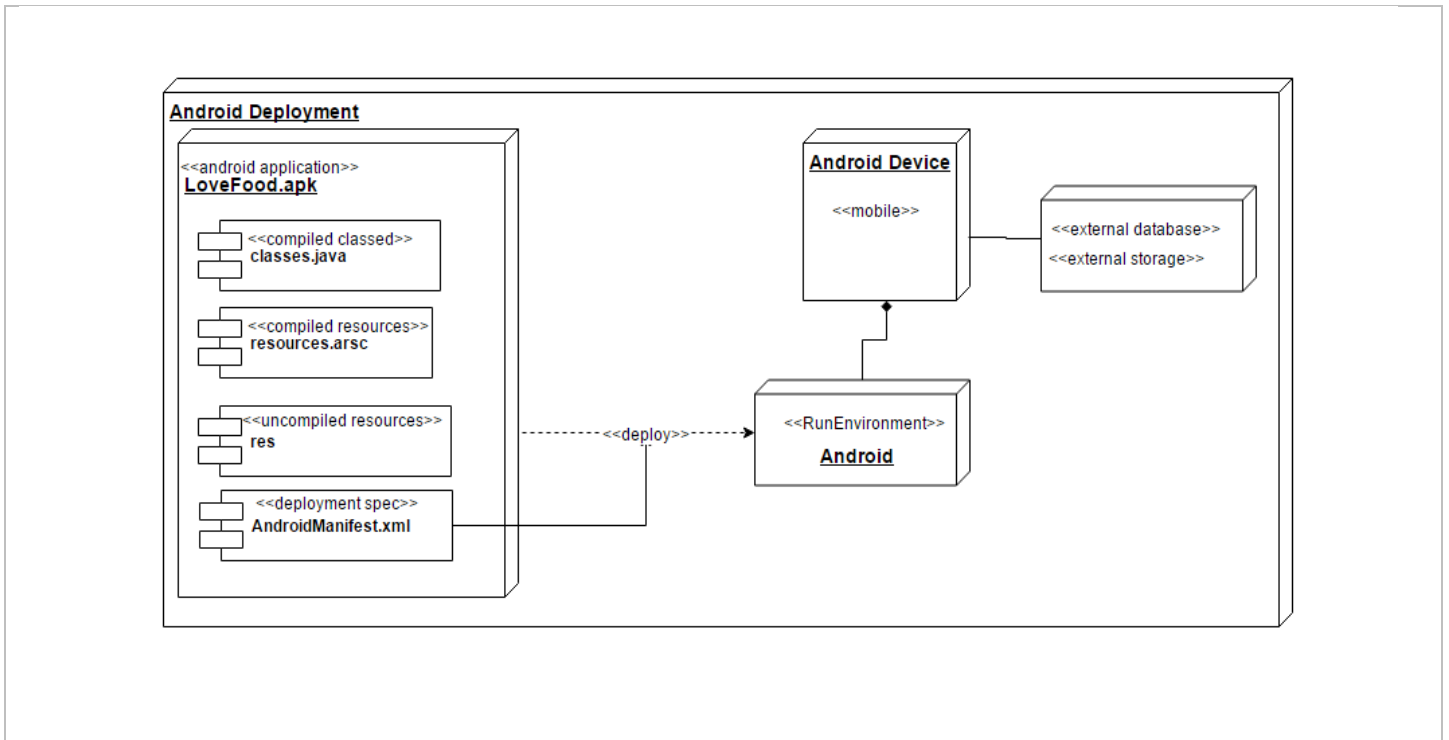 Android Deployment
<<android application>>
LoveFood.apk
<<compiled classed>>
classes.java
<<compiled resources>>
resources.arsc
<<uncompiled resources>>
res
<<deployment spec>>
AndroidManifest.xml
<<deploy>>
Android Device
<<mobile>>
<<external database>>
<<external storage>>
<<RunEnvironment>>
Android